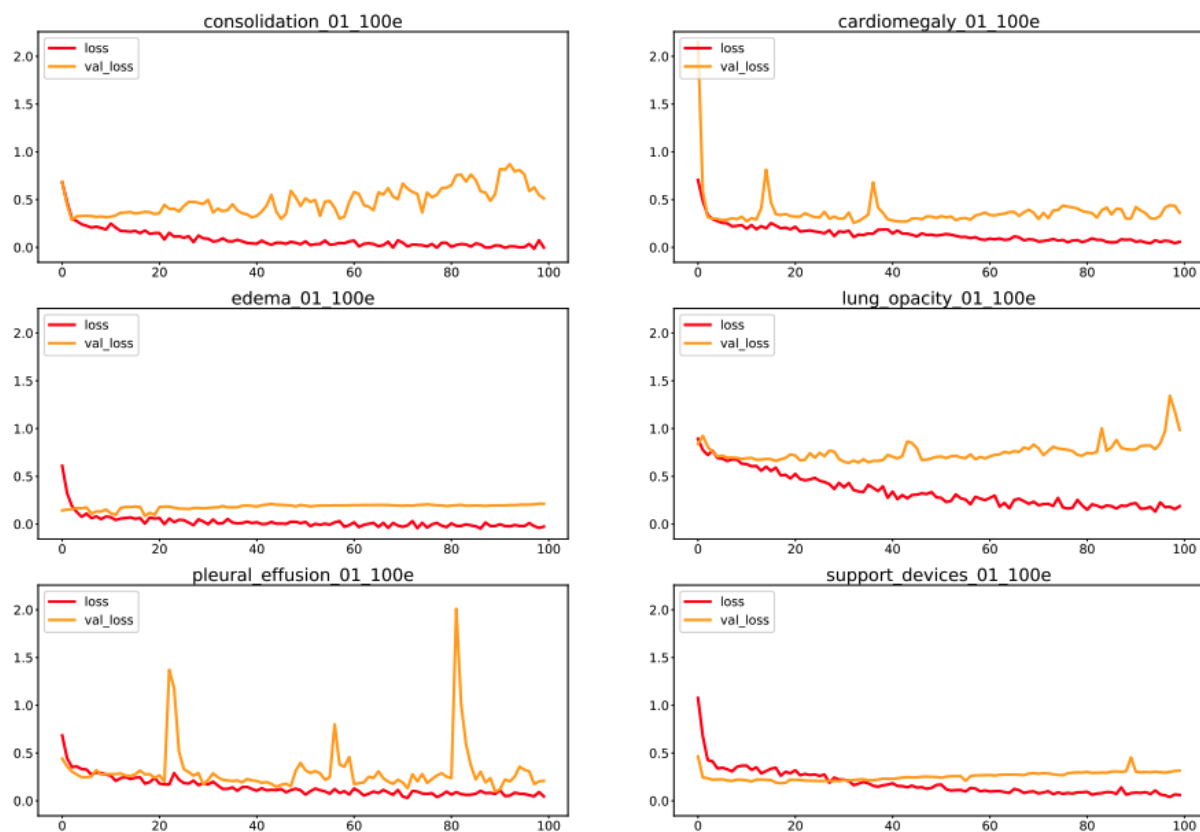 consolidation_01_100e
loss
val_loss
2.0
1.5
1.0
0.5
0.0
0 20 40 60 80 100
cardiomegaly_01_100e
loss
val_loss
2.0
1.5
1.0
0.5
0.0
0 20 40 60 80 100
edema_01_100e
loss
val_loss
2.0
1.5
1.0
0.5
0.0
0 20 40 60 80 100
lung_opacity_01_100e
loss
val_loss
2.0
1.5
1.0
0.5
0.0
0 20 40 60 80 100
pleural_effusion_01_100e
loss
val_loss
2.0
1.5
1.0
0.5
0.0
0 20 40 60 80 100
support_devices_01_100e
loss
val_loss
2.0
1.5
1.0
0.5
0.0
0 20 40 60 80 100